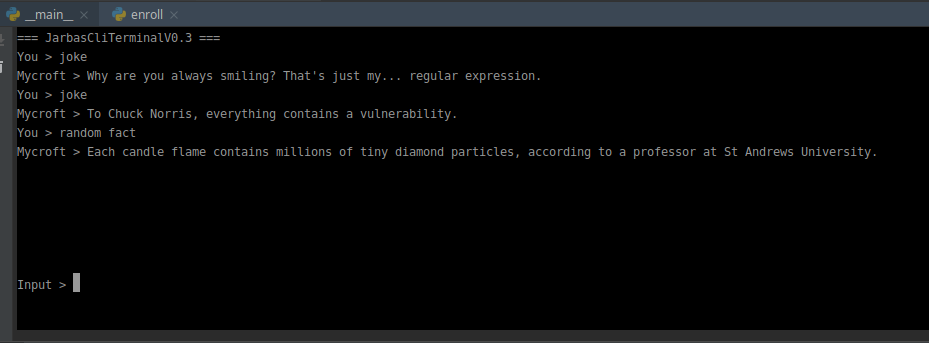 __main__ × enroll ×
=== JarbasCliTerminalV0.3 ===
You > joke
Mycroft > Why are you always smiling? That's just my... regular expression.
You > joke
Mycroft > To Chuck Norris, everything contains a vulnerability.
You > random fact
Mycroft > Each candle flame contains millions of tiny diamond particles, according to a professor at St Andrews University.
Input >